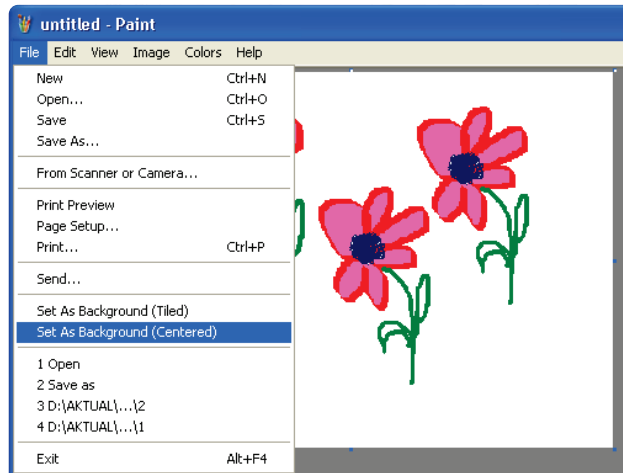 untitled - Paint
File Edit View Image Colors Help
New Ctrl+N
Open... Ctrl+O
Save Ctrl+S
Save As...
From Scanner or Camera...
Print Preview
Page Setup...
Print... Ctrl+P
Send...
Set As Background (Tiled)
Set As Background (Centered)
1 Open
2 Save as
3 D:\AKTUAL\...\2
4 D:\AKTUAL\...\1
Exit Alt+F4